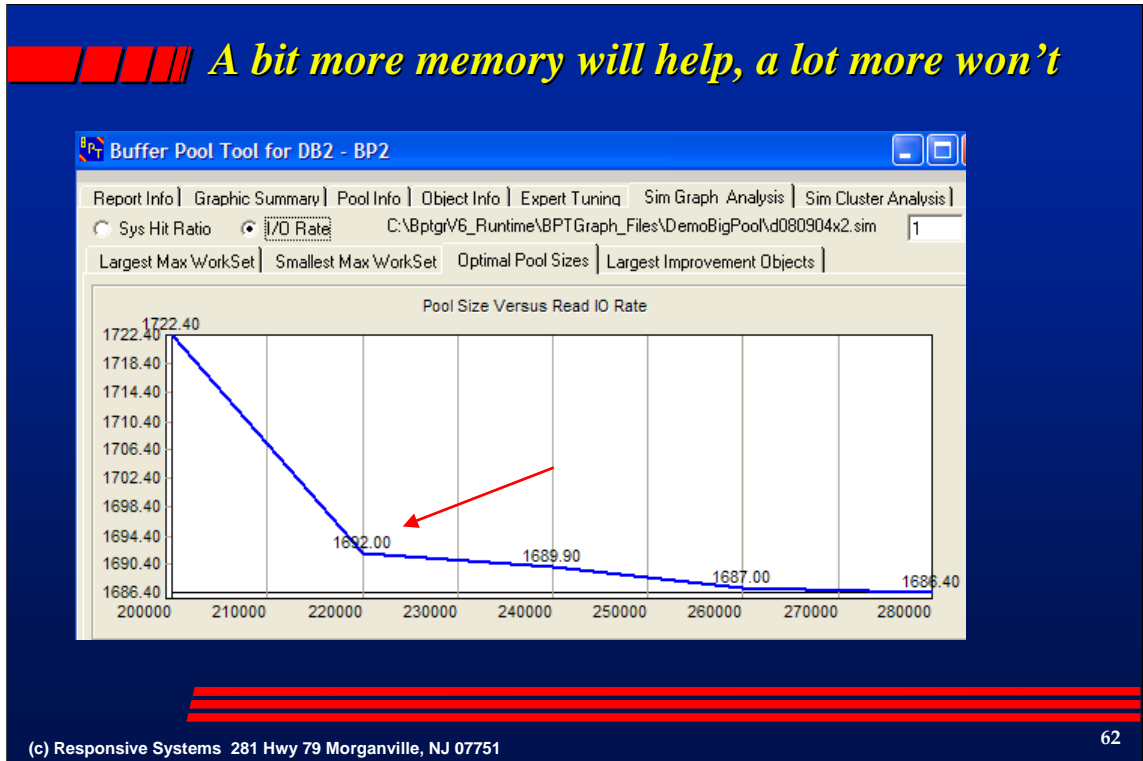 A bit more memory will help, a lot more won't
BPT Buffer Pool Tool for DB2 - BP2
Report Info Graphic Summary Pool Info Object Info Expert Tuning Sim Graph Analysis Sim Cluster Analysis
Sys Hit Ratio I/O Rate C:\BptgrV6_Runtime\BPTGraph_Files\DemoBigPool\d080904x2.sim 1
Largest Max WorkSet Smallest Max WorkSet Optimal Pool Sizes Largest Improvement Objects
Pool Size Versus Read IO Rate
1722.40
1722.40
1718.40
1714.40
1710.40
1706.40
1702.40
1698.40
1694.40
1692.00
1689.90
1690.40
1687.00
1686.40
1686.40
200000 210000 220000 230000 240000 250000 260000 270000 280000
62
(c) Responsive Systems 281 Hwy 79 Morganville, NJ 07751